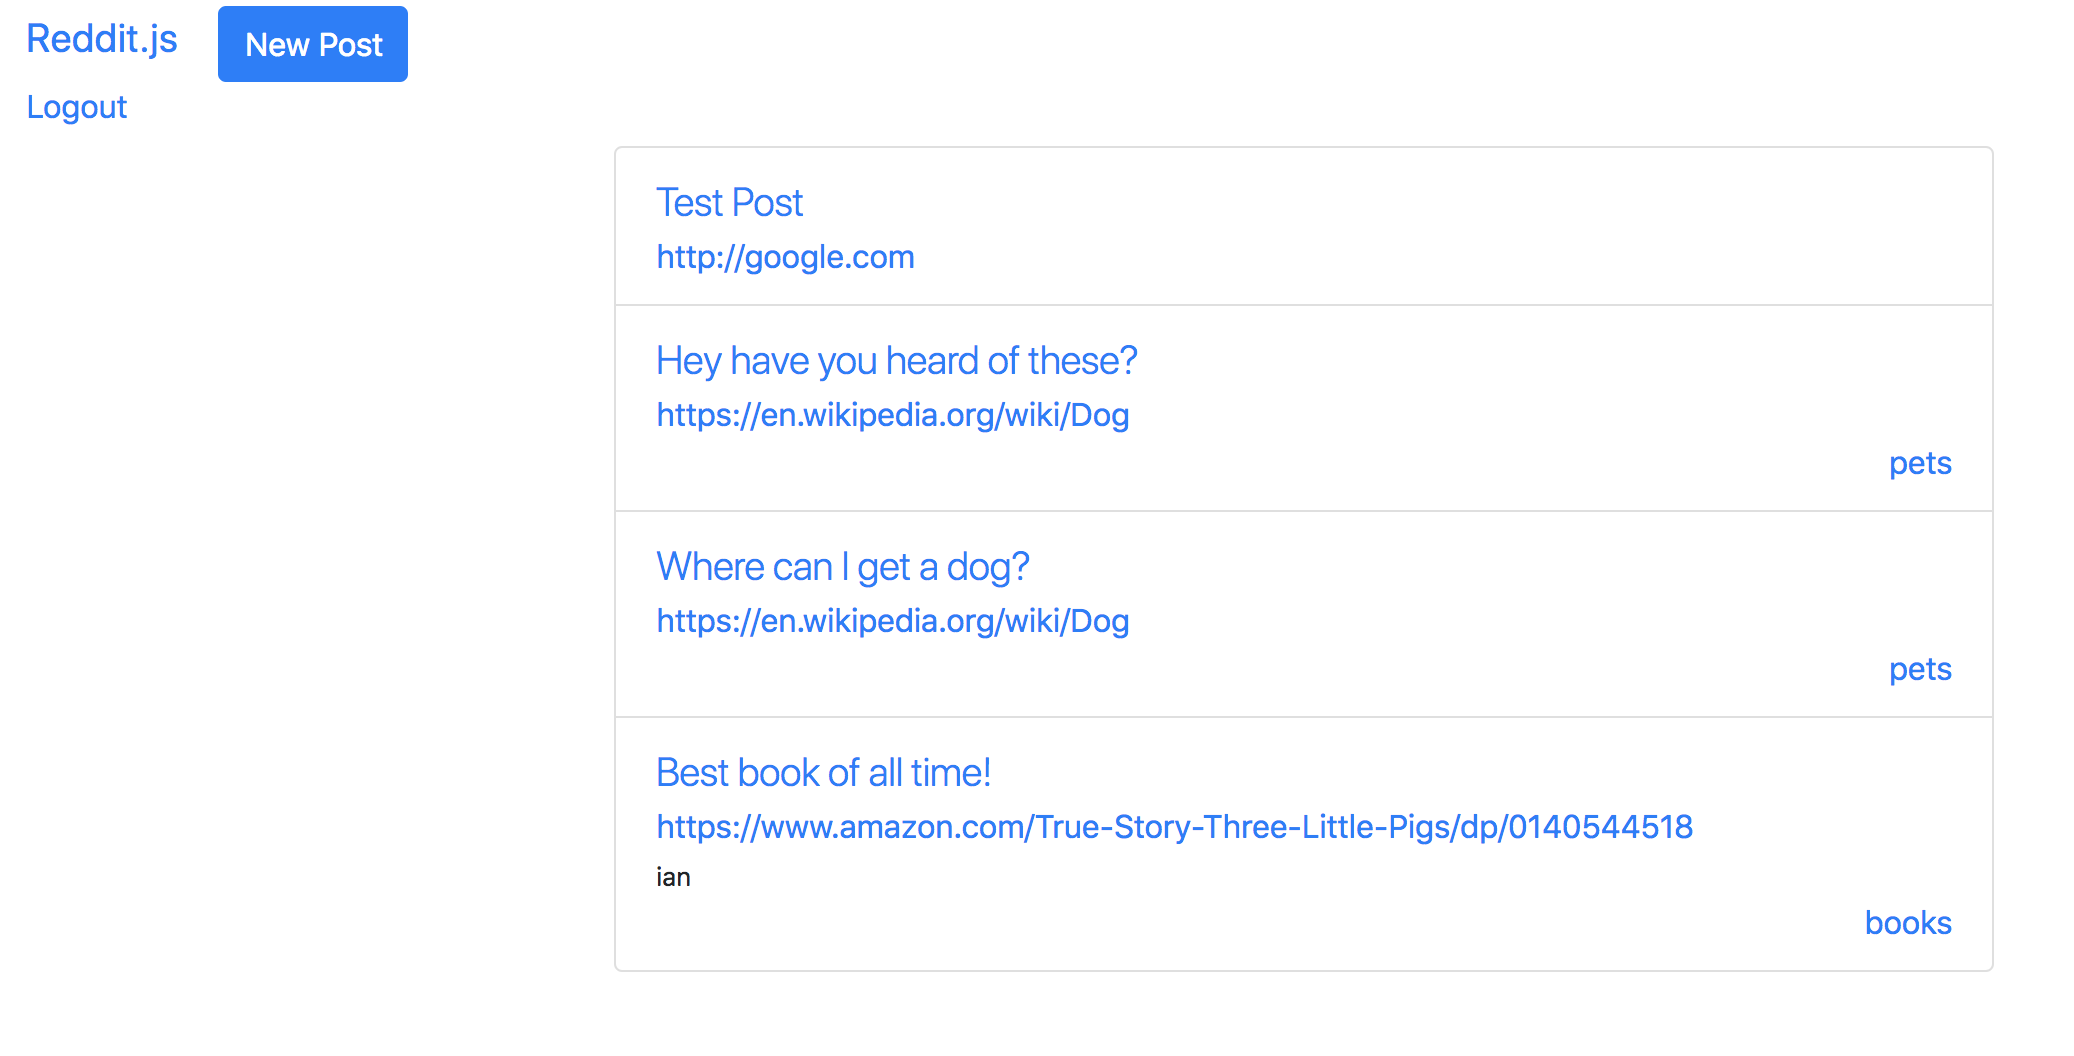 Reddit.js
New Post
Logout
Test Post
http://google.com
Hey have you heard of these?
https://en.wikipedia.org/wiki/Dog
pets
Where can I get a dog?
https://en.wikipedia.org/wiki/Dog
pets
Best book of all time!
https://www.amazon.com/True-Story-Three-Little-Pigs/dp/0140544518
ian
books